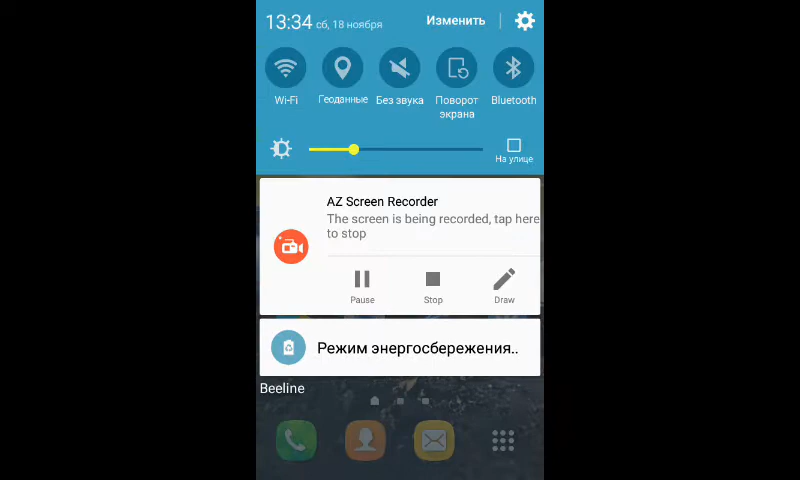 13:34 сб, 18 ноября Изменить
Wi-Fi Геоданные Без звука Поворот экрана Bluetooth
На улице
AZ Screen Recorder
The screen is being recorded, tap here
to stop
Pause Stop Draw
Режим энергосбережения..
Beeline